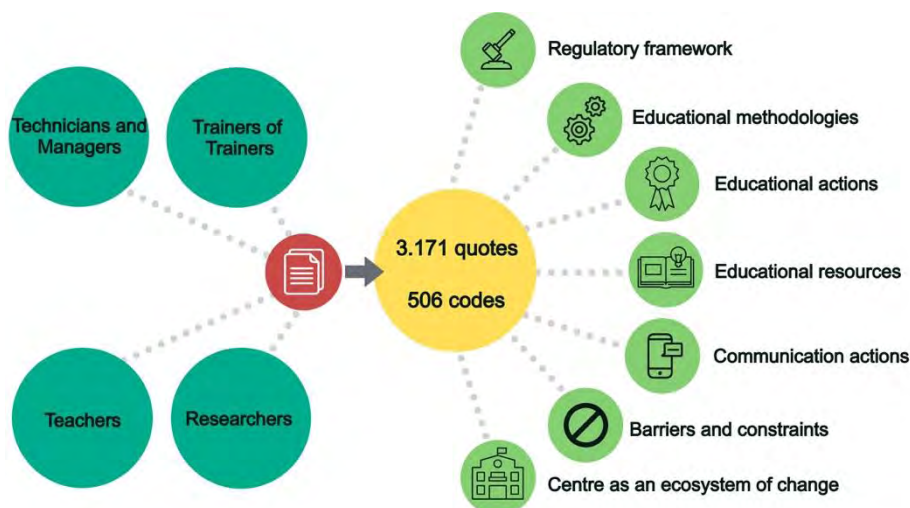 Regulatory framework
Technicians and
Managers
Trainers of
Trainers
Educational methodologies
Educational actions
3.171 quotes
506 codes
Educational resources
Communication actions
Teachers
Researchers
Barriers and constraints
Centre as an ecosystem of change